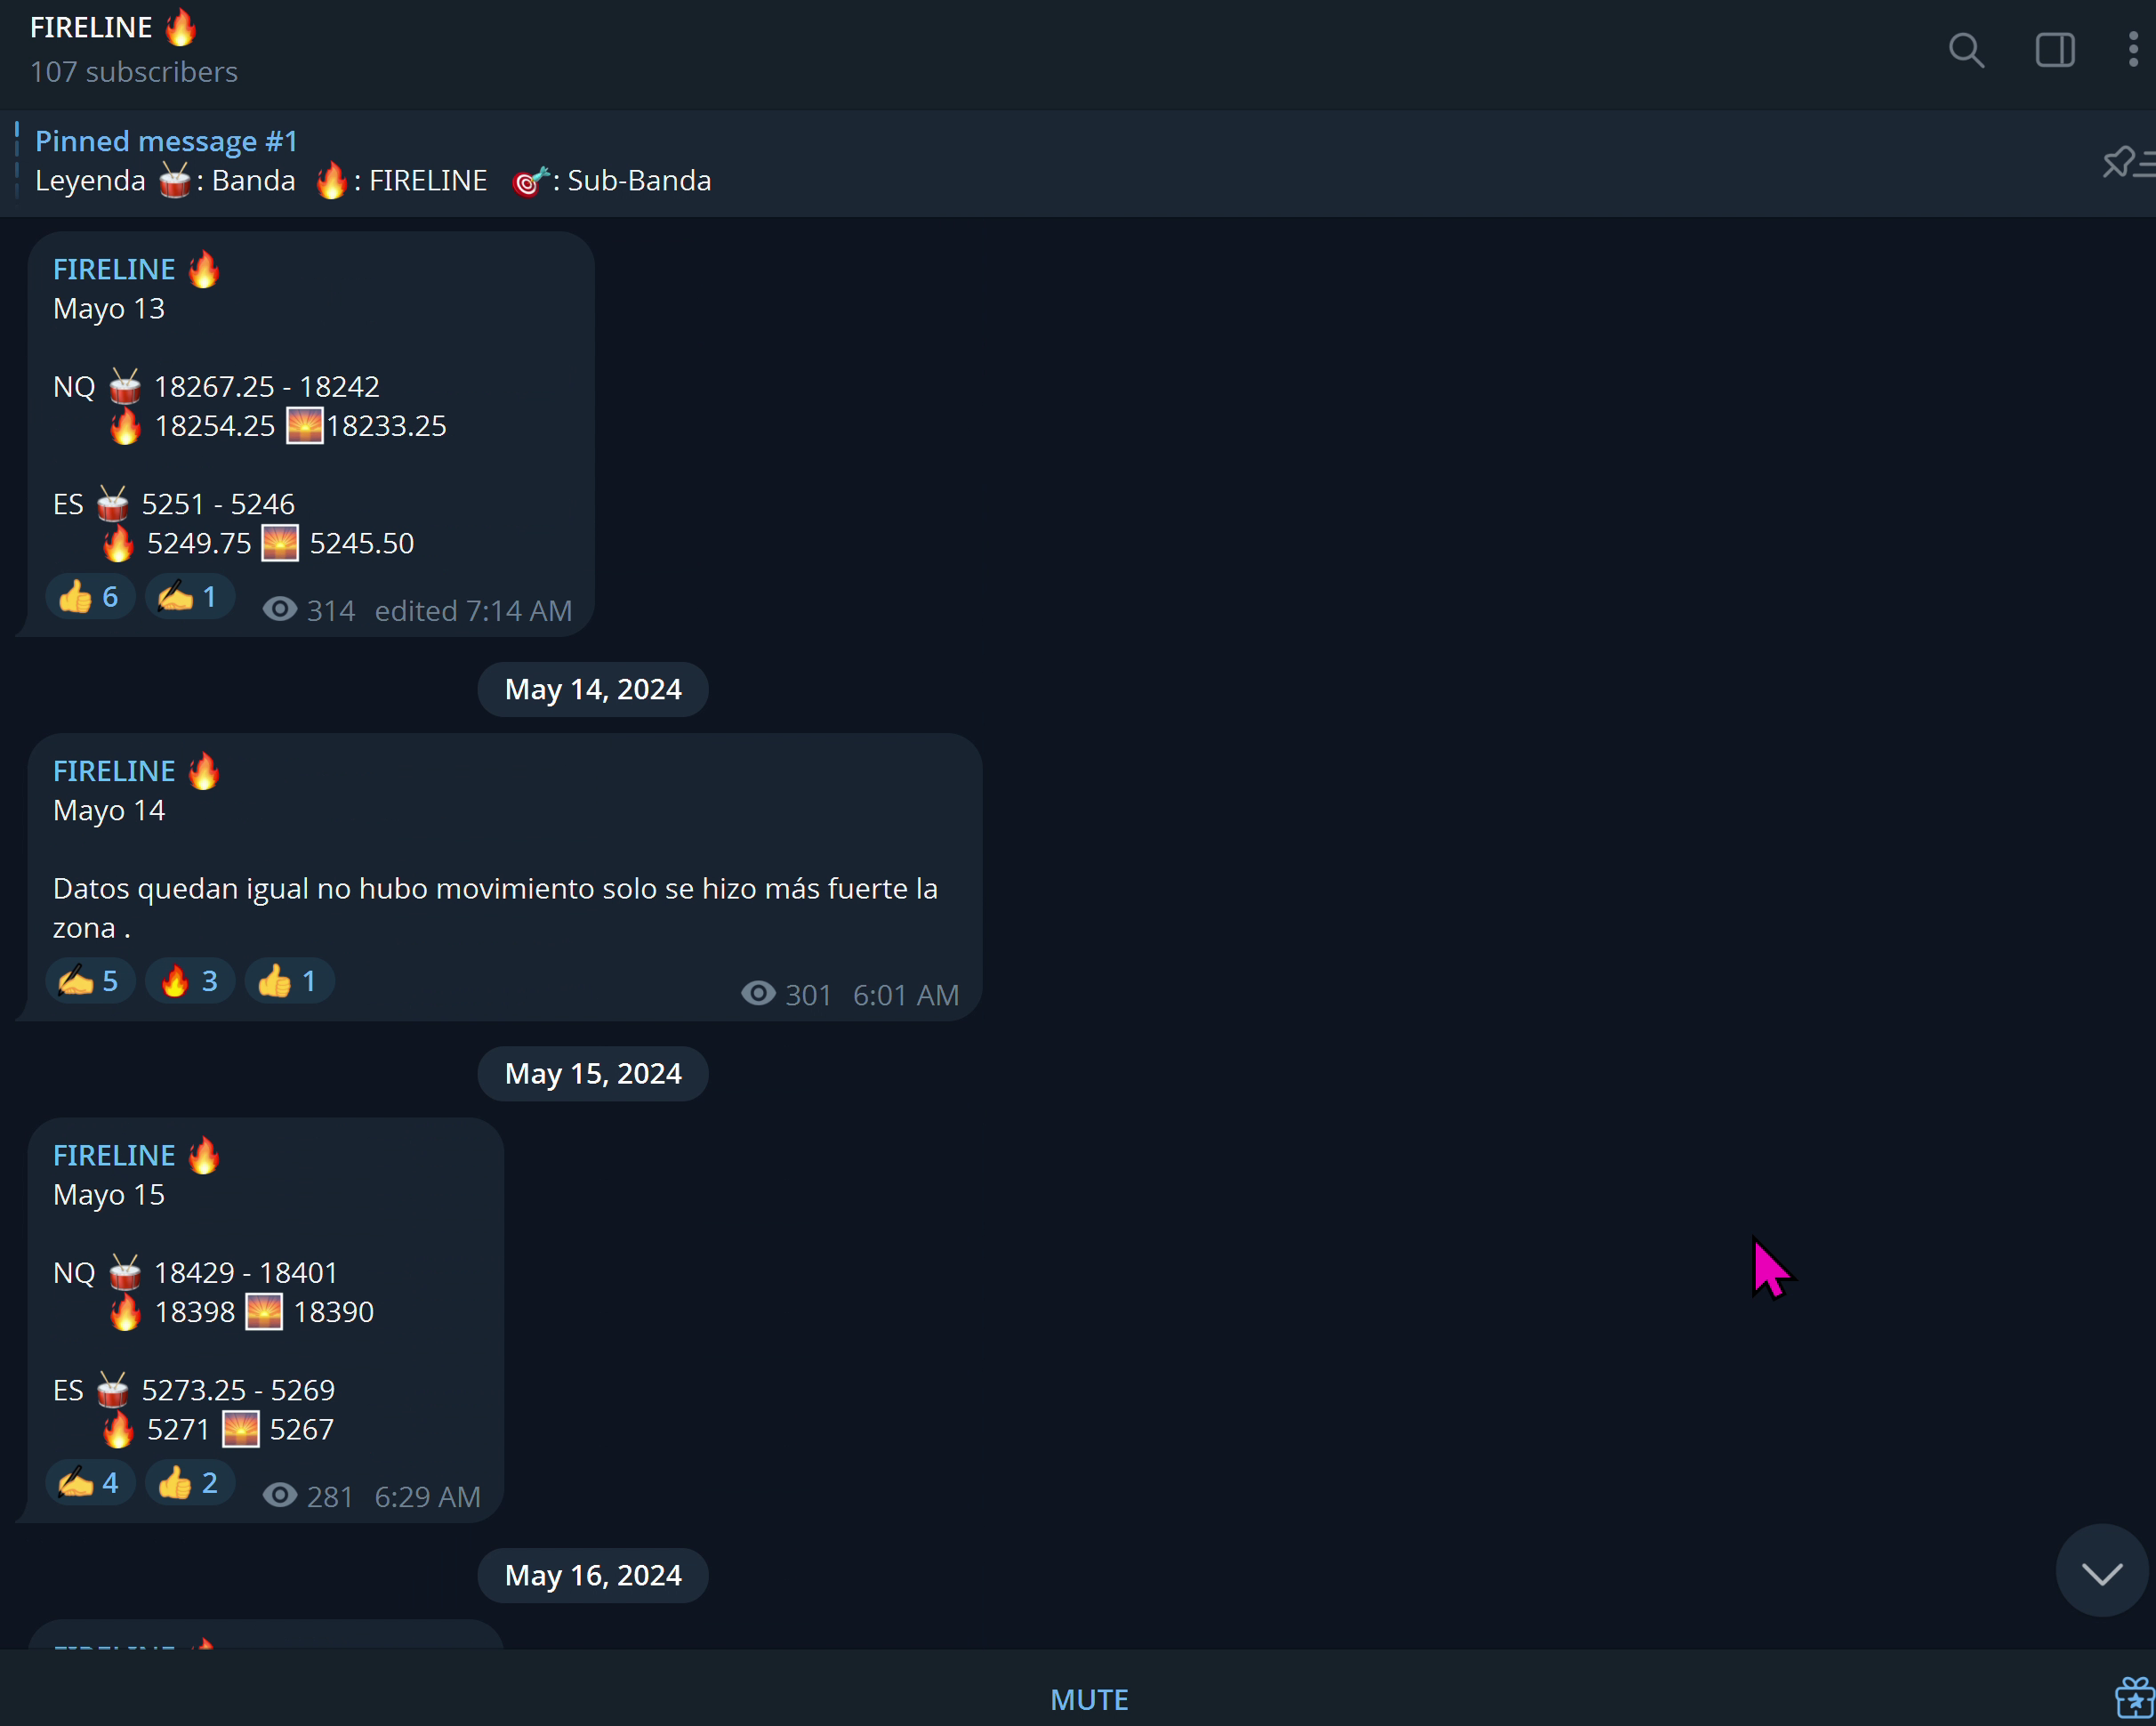 FIRELINE 🔥
107 subscribers
Pinned message #1
Leyenda 🥁: Banda 🔥: FIRELINE 🎯: Sub-Banda
FIRELINE 🔥
Mayo 13
NQ 🥁 18267.25 - 18242
🔥 18254.25 🌅18233.25
ES 🥁 5251 - 5246
🔥 5249.75 🌅 5245.50
👍 6 ✍ 1 314 edited 7:14 AM
May 14, 2024
FIRELINE 🔥
Mayo 14
Datos quedan igual no hubo movimiento solo se hizo más fuerte la
zona .
✍ 5 🔥 3 👍 1 301 6:01 AM
May 15, 2024
FIRELINE 🔥
Mayo 15
NQ 🥁 18429 - 18401
🔥 18398 🌅 18390
ES 🥁 5273.25 - 5269
🔥 5271 🌅 5267
✍ 4 👍 2 281 6:29 AM
May 16, 2024
MUTE